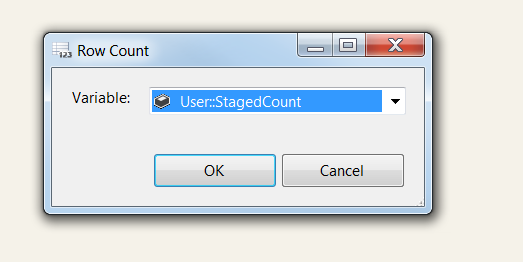 Row Count
Variable:
User::StagedCount
OK
Cancel